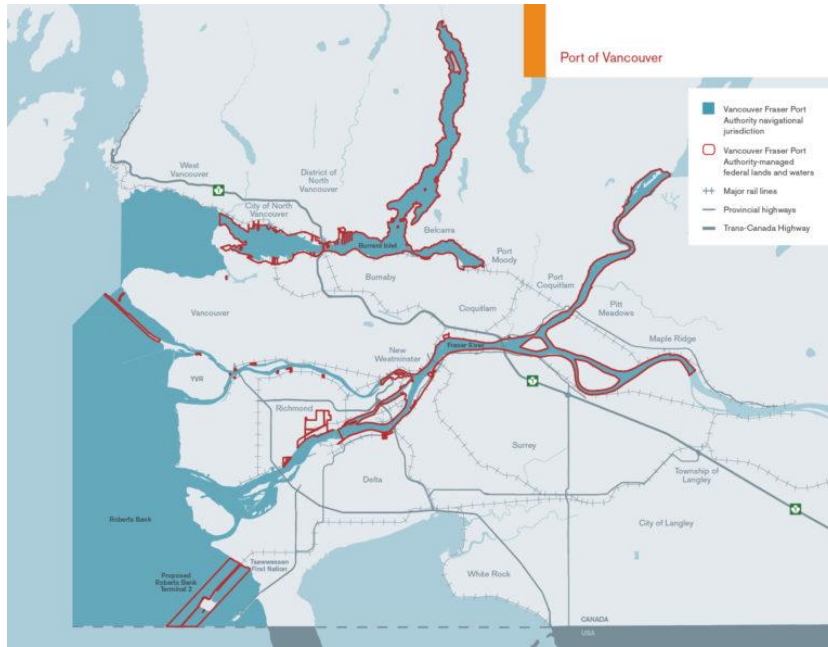 Port of Vancouver
Vancouver Fraser Port
Authority navigational
jurisdiction
Vancouver Fraser Port
Authority-managed
federal lands and waters
Major rail lines
Provincial highways
Trans-Canada Highway
West
Vancouver
1
District of
North
Vancouver
City of North
Vancouver
Burrard Inlet
Belcarra
Port
Moody
Burnaby
Vancouver
Coquitlam
Port
Coquitlam
Pitt
Meadows
Maple Ridge
New
Westminster
Fraser River
YVR
1
Richmond
Surrey
Delta
Township of
Langley
1
City of Langley
Roberts Bank
Tsawwassen
First Nation
Proposed
Roberts Bank
Terminal 2
White Rock
CANADA
USA